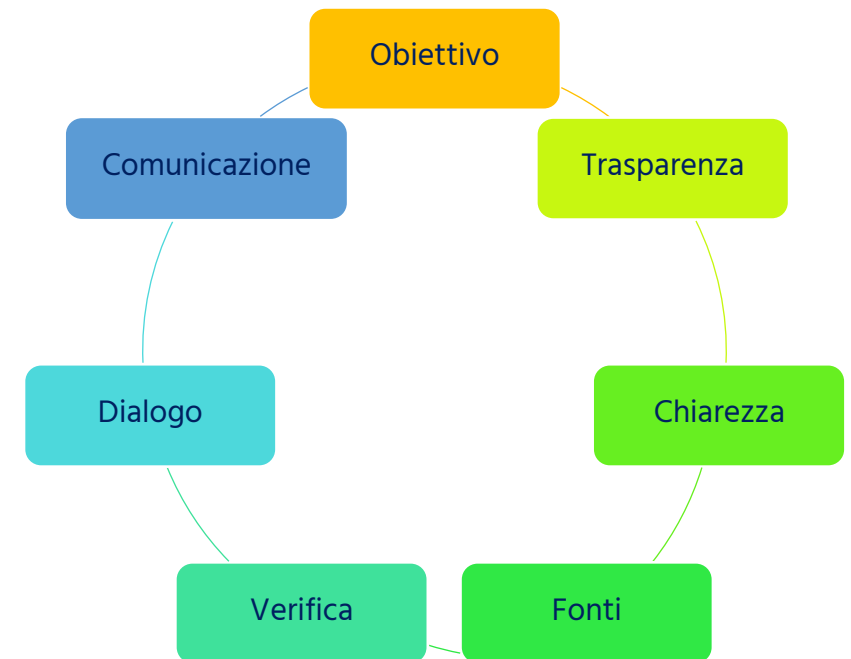 Obiettivo
Trasparenza
Chiarezza
Fonti
Verifica
Dialogo
Comunicazione